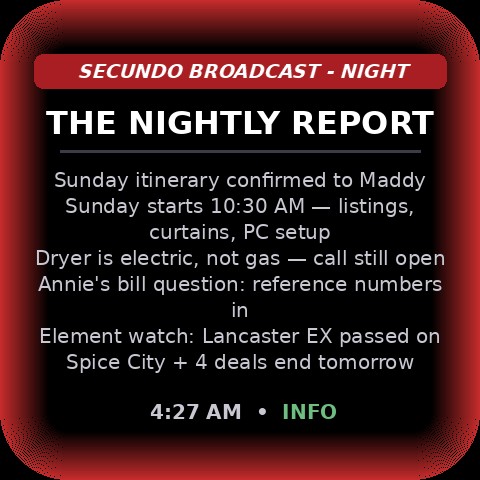 SECUNDO BROADCAST - NIGHT
THE NIGHTLY REPORT
Sunday itinerary confirmed to Maddy
Sunday starts 10:30 AM — listings,
curtains, PC setup
Dryer is electric, not gas — call still open
Annie's bill question: reference numbers
in
Element watch: Lancaster EX passed on
Spice City + 4 deals end tomorrow
4:27 AM • INFO